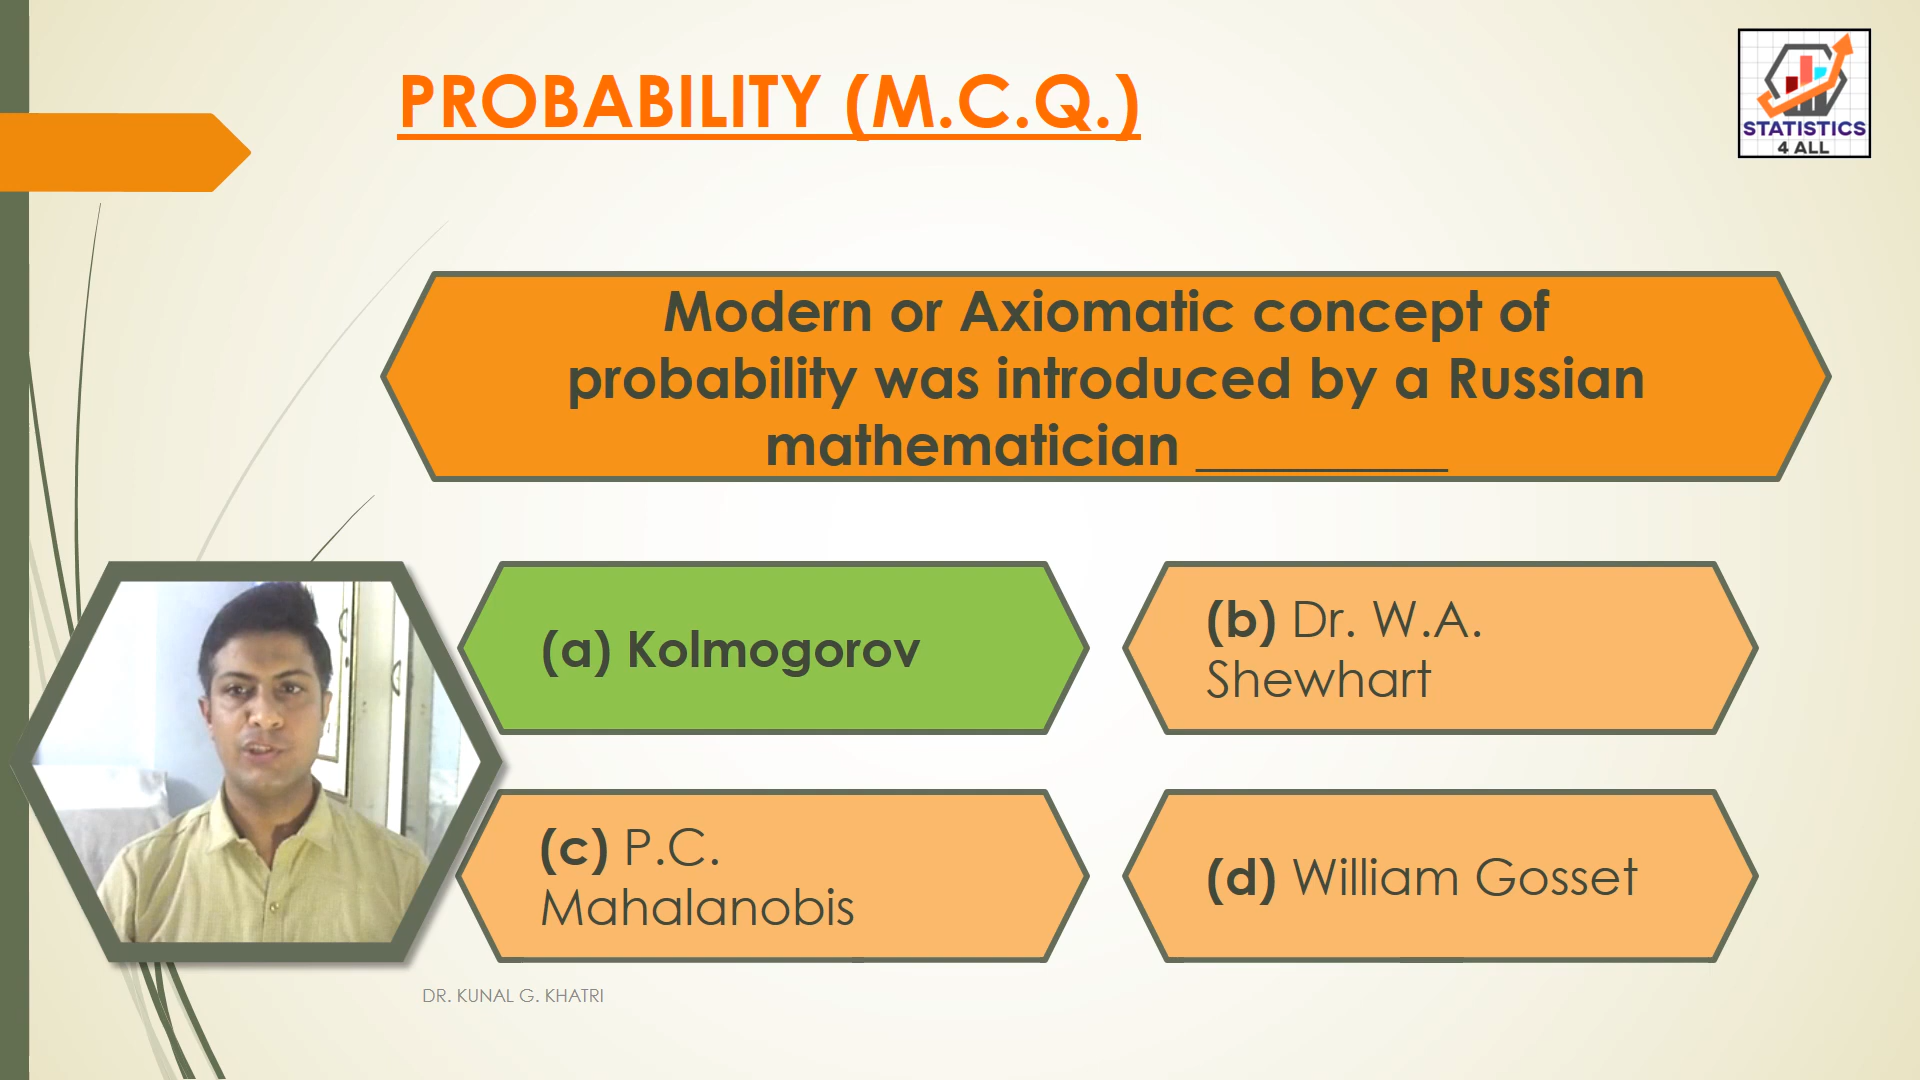 PROBABILITY (M.C.Q.)
STATISTICS
4 ALL
Modern or Axiomatic concept of
probability was introduced by a Russian
mathematician _________
(a) Kolmogorov
(b) Dr. W.A.
Shewhart
(c) P.C.
Mahalanobis
(d) William Gosset
DR. KUNAL G. KHATRI